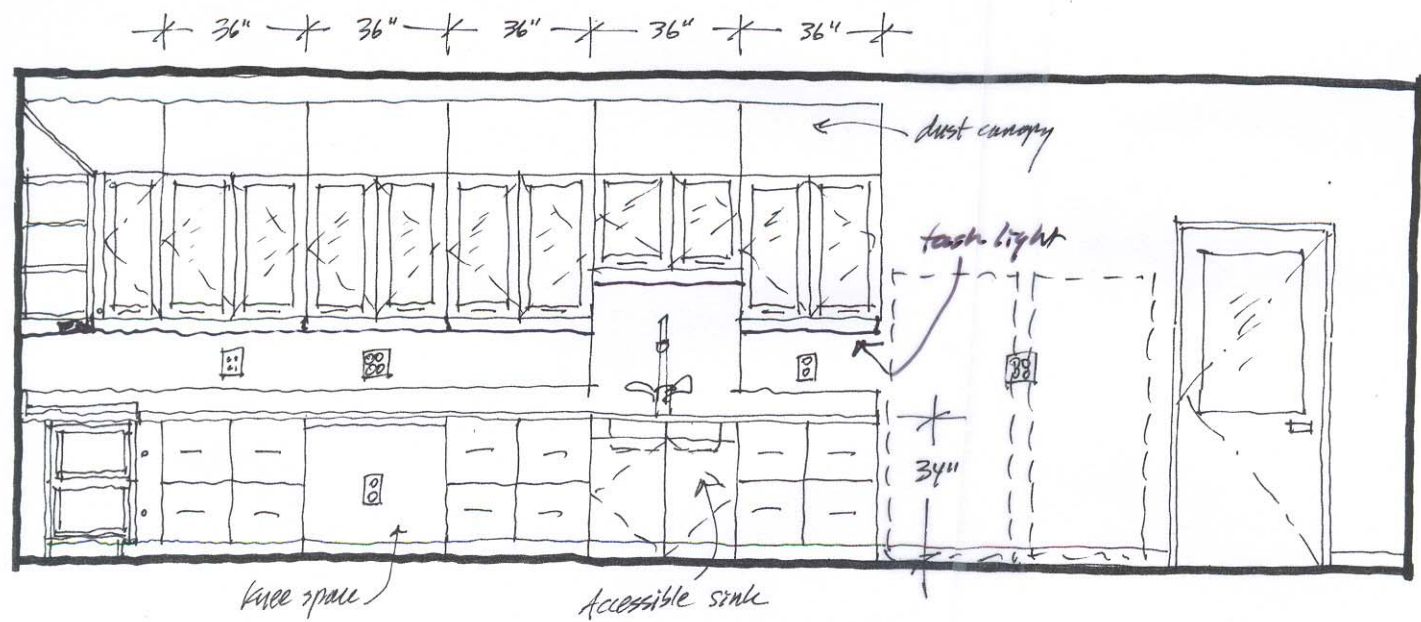 36" 36" 36" 36" 36"
dust canopy
task light
34"
knee space
Accessible sink